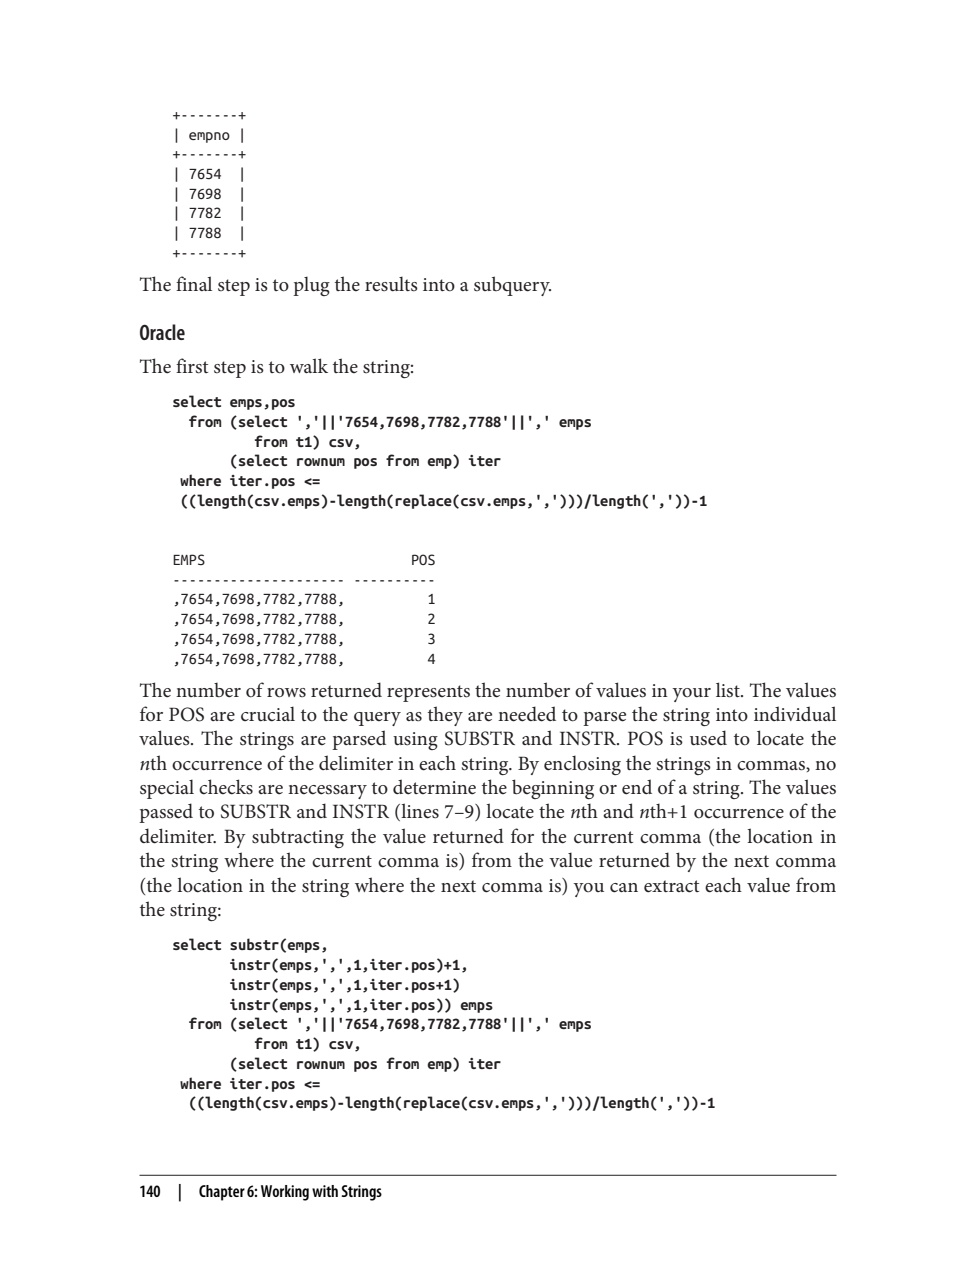 +-------+
| empno |
+-------+
| 7654  |
| 7698  |
| 7782  |
| 7788  |
+-------+
The final step is to plug the results into a subquery.
Oracle
The first step is to walk the string:
select emps,pos
  from (select ','||'7654,7698,7782,7788'||',' emps
          from t1) csv,
       (select rownum pos from emp) iter
 where iter.pos <=
 ((length(csv.emps)-length(replace(csv.emps,',')))/length(','))-1
EMPS                         POS
--------------------- ----------
,7654,7698,7782,7788,          1
,7654,7698,7782,7788,          2
,7654,7698,7782,7788,          3
,7654,7698,7782,7788,          4
The number of rows returned represents the number of values in your list. The values
for POS are crucial to the query as they are needed to parse the string into individual
values. The strings are parsed using SUBSTR and INSTR. POS is used to locate the
nth occurrence of the delimiter in each string. By enclosing the strings in commas, no
special checks are necessary to determine the beginning or end of a string. The values
passed to SUBSTR and INSTR (lines 7–9) locate the nth and nth+1 occurrence of the
delimiter. By subtracting the value returned for the current comma (the location in
the string where the current comma is) from the value returned by the next comma
(the location in the string where the next comma is) you can extract each value from
the string:
select substr(emps,
       instr(emps,',',1,iter.pos)+1,
       instr(emps,',',1,iter.pos+1)
       instr(emps,',',1,iter.pos)) emps
  from (select ','||'7654,7698,7782,7788'||',' emps
          from t1) csv,
       (select rownum pos from emp) iter
 where iter.pos <=
  ((length(csv.emps)-length(replace(csv.emps,',')))/length(','))-1
140 | Chapter 6: Working with Strings